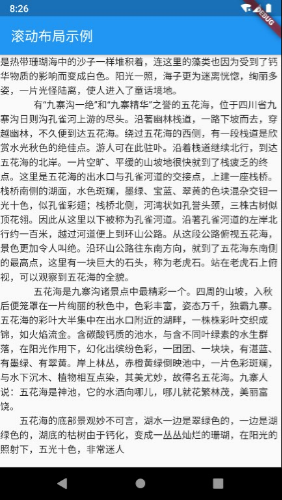 8:26
DEBUG
滚动布局示例
是热带珊瑚海中的沙子一样堆积着，连这里的藻类也因为受到了钙
华物质的影响而变成白色。阳光一照，海子更为迷离恍惚，绚丽多
姿，一片光怪陆离，使人进入了童话境地。
有“九寨沟一绝”和“九寨精华”之誉的五花海，位于四川省九
寨沟日则沟孔雀河上游的尽头。沿著幽林栈道，一路下坡而去，穿
越幽林，不久便到达五花海。绕过五花海的西侧，有一段栈道是欣
赏水光秋色的绝佳点。游人可在此驻叭。沿着栈道继续北行，到达
五花海的北岸。一片空旷、平缓的山坡地很快就到了栈疲乏的终
点。这里是五花海的出水口与孔雀河道的交接点，上建一座栈桥。
栈桥南侧的湖面，水色斑斓，墨绿、宝蓝、翠黄的色块混杂交钽一
光十色，似孔雀彩翅；栈桥北侧，河湾状如孔誉头颈，三株古树似
顶花翎。因此从这里以下被称为孔雀河道。沿著孔雀河道的左岸北
行约一百米，越过河道便上到环山公路。从这段公路俯视五花海，
景色更加令人叫绝。沿环山公路往东南方向，就到了五花海东南侧
的最高点，这里有一块巨大的石头，称为老虎石。站在老虎石上俯
视，可以观察到五花海的全貌。
五花海是九寨沟诸景点中最精彩一个。四周的山坡，入秋
后便笼罩在一片绚丽的秋色中，色彩丰富，姿态万千，独霸九寨。
五花海的彩叶大半集中在出水口附近的湖畔，一株株彩叶交织成
锦，如火焰流金。含碳酸钙质的池水，与含不同叶绿素的水生群
落，在阳光作用下，幻化出缤纷色彩，一团团、一块块，有湛蓝、
有墨绿、有翠黄。岸上林丛，赤橙黄绿倒映池中，一片色彩斑斓，
与水下沉木、植物相互点染，其美尤妙，故得名五花海。九寨人
说：五花海是神池，它的水洒向哪儿，哪儿就花繁林茂，美丽富
饶。
五花海的底部景观妙不可言，湖水一边是翠绿色的，一边是湖
绿色的，湖底的枯树由于钙化，变成一丛丛灿烂的珊瑚，在阳光的
照射下，五光十色，非常迷人